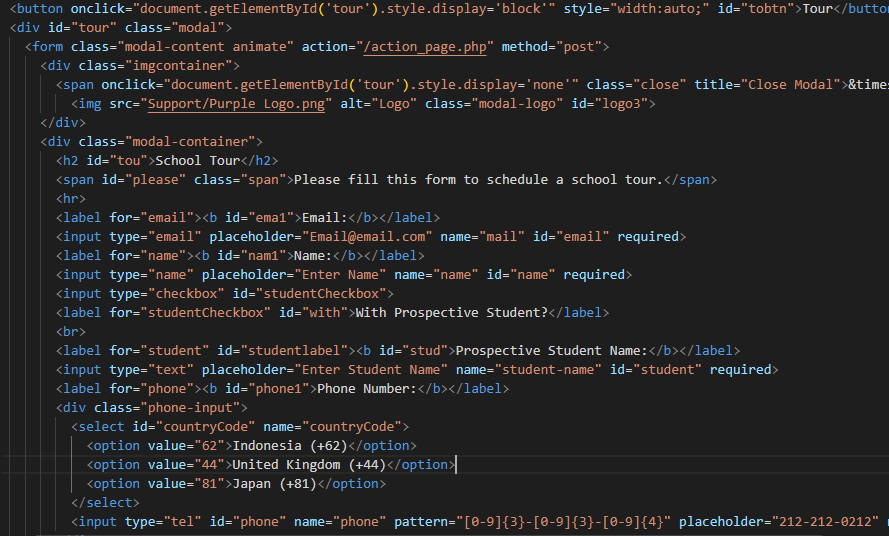 <button onclick="document.getElementById('tour').style.display='block'" style="width:auto;" id="tobtn">Tour</button
<div id="tour" class="modal">
<form class="modal-content animate" action="/action_page.php" method="post">
<div class="imgcontainer">
<span onclick="document.getElementById('tour').style.display='none'" class="close" title="Close Modal">&times
<img src="Support/Purple Logo.png" alt="Logo" class="modal-logo" id="logo3">
</div>
<div class="modal-container">
<h2 id="tou">School Tour</h2>
<span id="please" class="span">Please fill this form to schedule a school tour.</span>
<hr>
<label for="email"><b id="ema1">Email:</b></label>
<input type="email" placeholder="Email@email.com" name="mail" id="email" required>
<label for="name"><b id="nam1">Name:</b></label>
<input type="name" placeholder="Enter Name" name="name" id="name" required>
<input type="checkbox" id="studentCheckbox">
<label for="studentCheckbox" id="with">With Prospective Student?</label>
<br>
<label for="student" id="studentlabel"><b id="stud">Prospective Student Name:</b></label>
<input type="text" placeholder="Enter Student Name" name="student-name" id="student" required>
<label for="phone"><b id="phone1">Phone Number:</b></label>
<div class="phone-input">
<select id="countryCode" name="countryCode">
<option value="62">Indonesia (+62)</option>
<option value="44">United Kingdom (+44)</option>
<option value="81">Japan (+81)</option>
</select>
<input type="tel" id="phone" name="phone" pattern="[0-9]{3}-[0-9]{3}-[0-9]{4}" placeholder="212-212-0212"